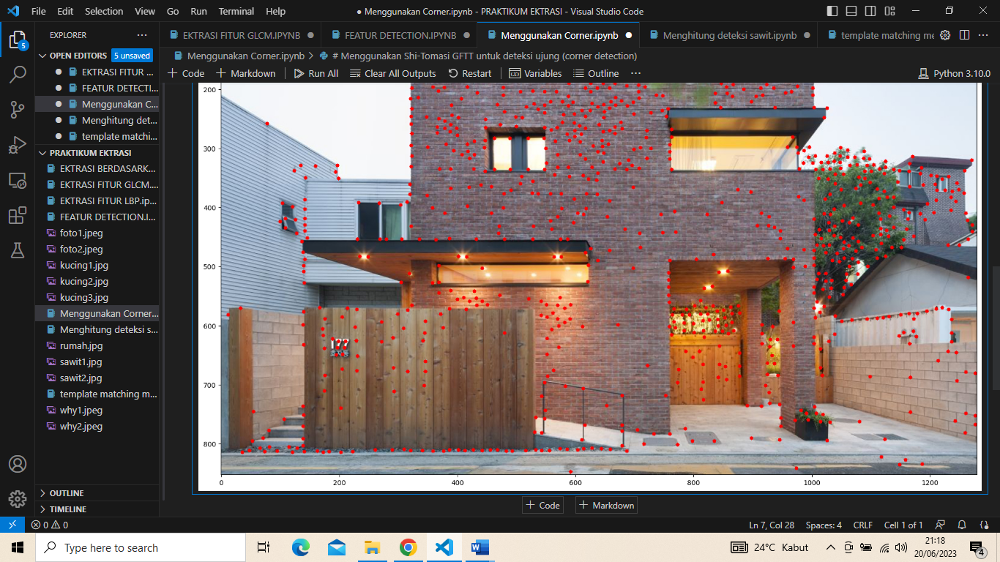 File Edit Selection View Go Run Terminal Help
● Menggunakan Corner.ipynb - PRAKTIKUM EKTRASI - Visual Studio Code
EXPLORER
OPEN EDITORS 5 unsaved
EKTRASI FITUR ...
FEATUR DETECTI...
Menggunakan C...
Menghitung det...
template matchi...
PRAKTIKUM EKTRASI
EKTRASI BERDASARK...
EKTRASI FITUR GLCM...
EKTRASI FITUR LBP.ip...
FEATUR DETECTION.I...
foto1.jpeg
foto2.jpeg
kucing1.jpg
kucing2.jpg
kucing3.jpg
Menggunakan Corner...
Menghitung deteksi s...
rumah.jpg
sawit1.jpg
sawit2.jpg
template matching m...
why1.jpeg
why2.jpeg
OUTLINE
TIMELINE
5
EKTRASI FITUR GLCM.IPYNB
FEATUR DETECTION.IPYNB
Menggunakan Corner.ipynb
Menghitung deteksi sawit.ipynb
template matching me
Menggunakan Corner.ipynb > # Menggunakan Shi-Tomasi GFTT untuk deteksi ujung (corner detection)
Code Markdown Run All Clear All Outputs Restart Variables Outline ... Python 3.10.0
200
300
400
500
600
700
800
177
0 200 400 600 800 1000 1200
Code Markdown
0 0 Ln 7, Col 28 Spaces: 4 CRLF Cell 1 of 1
Type here to search
24°C Kabut
21:18
20/06/2023
4